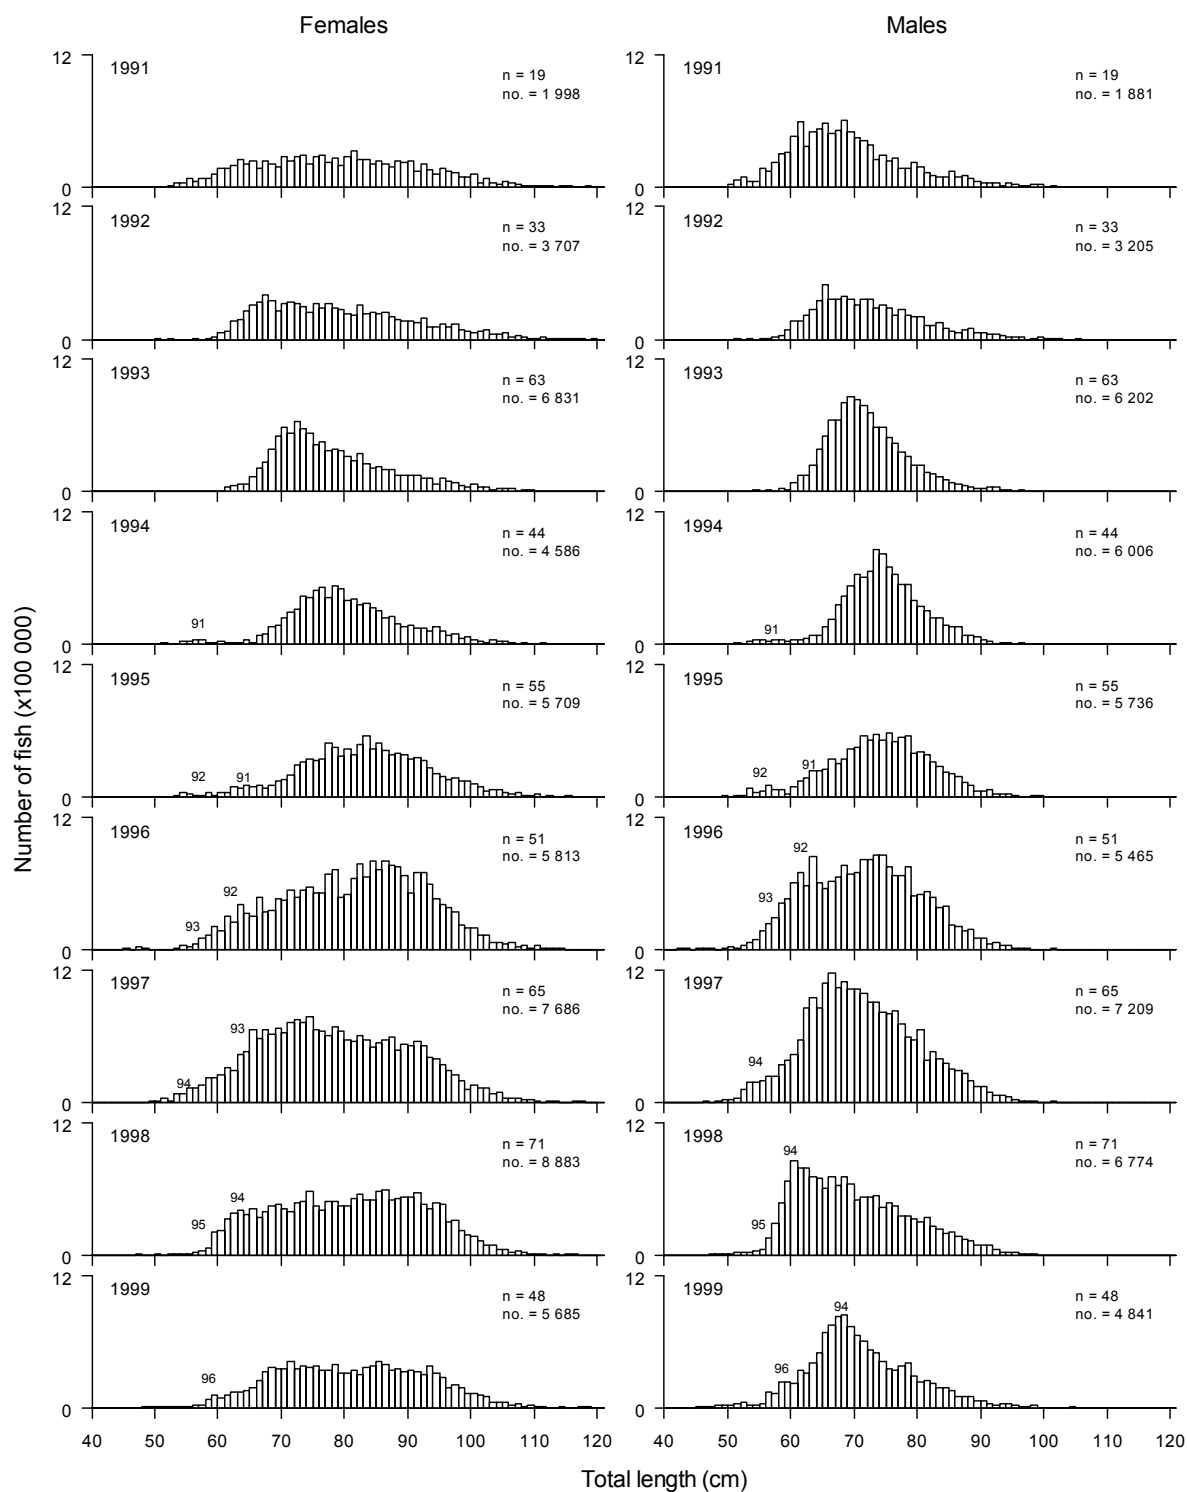 Females Males
12 1991 n = 19 12 1991 n = 19
no. = 1 998 no. = 1 881
0 0
12 1992 n = 33 12 1992 n = 33
no. = 3 707 no. = 3 205
0 0
12 1993 n = 63 12 1993 n = 63
no. = 6 831 no. = 6 202
0 0
12 1994 n = 44 12 1994 n = 44
no. = 4 586 no. = 6 006
91 91
0 0
12 1995 n = 55 12 1995 n = 55
no. = 5 709 no. = 5 736
92 91 92 91
0 0
12 1996 n = 51 12 1996 n = 51
no. = 5 813 no. = 5 465
92 92
93 93
0 0
12 1997 n = 65 12 1997 n = 65
no. = 7 686 no. = 7 209
93
94 94
0 0
12 1998 n = 71 12 1998 n = 71
no. = 8 883 94 no. = 6 774
94
95 95
0 0
12 1999 n = 48 12 1999 n = 48
no. = 5 685 94 no. = 4 841
96 96
0 0
40 50 60 70 80 90 100 110 120 40 50 60 70 80 90 100 110 120
Number of fish (x100 000)
Total length (cm)